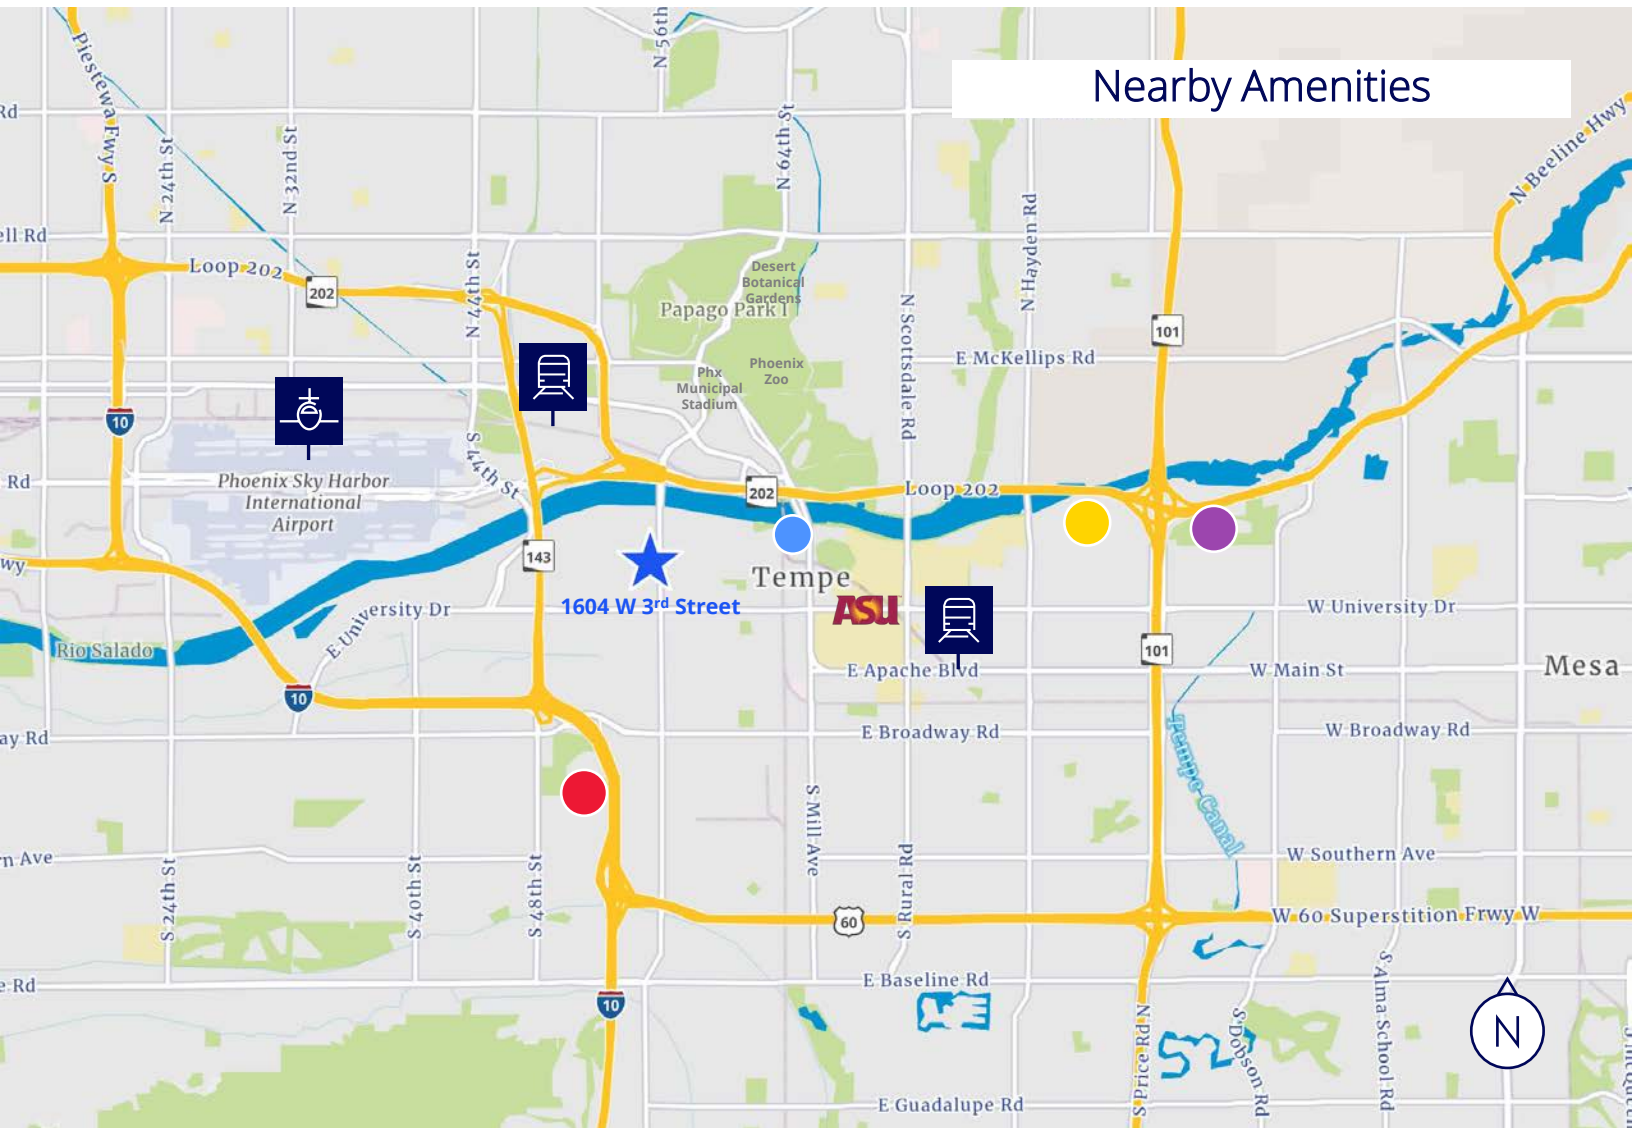 Nearby Amenities
Piestewa Fwy S
N 24th St
N 32nd St
N 56th
N 64th St
N Beeline Hwy
Rd
ell Rd
Loop 202
202
N 44th St
Desert
Botanical
Gardens
Papago Park
N Hayden Rd
N Scottsdale Rd
101
E McKellips Rd
Phoenix
Zoo
Phx
Municipal
Stadium
10
S 44th St
Rd
Phoenix Sky Harbor
International
Airport
202
Loop 202
143
wy
Tempe
1604 W 3rd Street
ASU
E University Dr
W University Dr
Rio Salado
101
E Apache Blvd
W Main St
Mesa
10
ay Rd
E Broadway Rd
W Broadway Rd
Tempe Canal
S Mill Ave
n Ave
W Southern Ave
S 24th St
S 40th St
S 48th St
S Rural Rd
60
W 60 Superstition Frwy W
e Rd
E Baseline Rd
10
S Price Rd N
S Dobson Rd
S Alma School Rd
N
E Guadalupe Rd